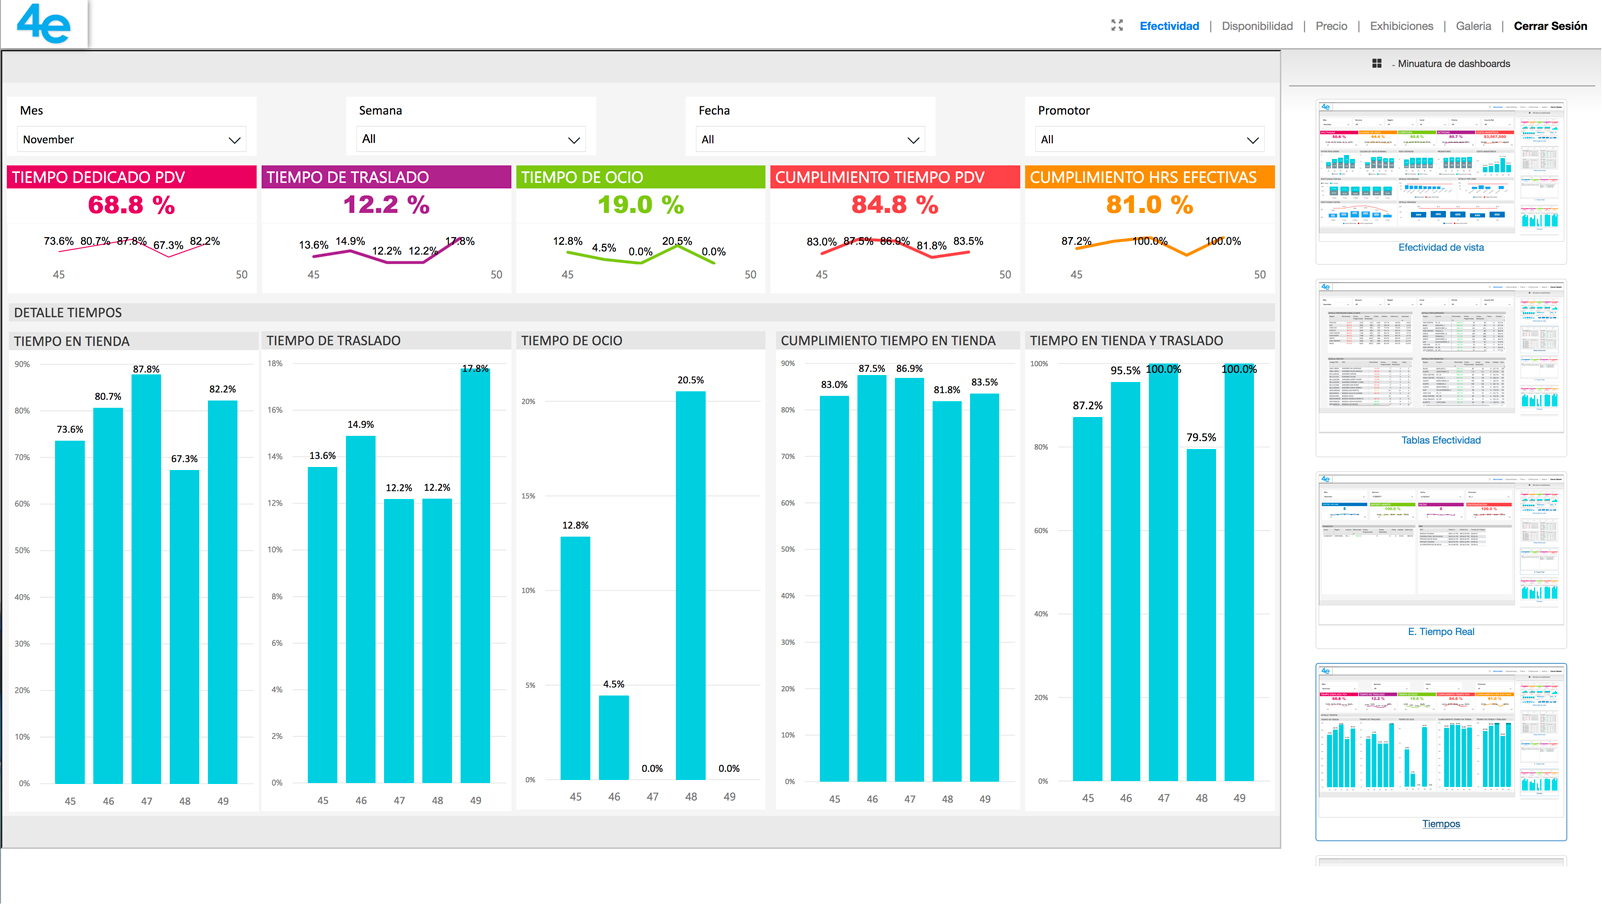 4e
Efectividad | Disponibilidad | Precio | Exhibiciones | Galeria | Cerrar Sesión
- Minuatura de dashboards
Mes
November
Semana
All
Fecha
All
Promotor
All
TIEMPO DEDICADO PDV
68.8 %
73.6% 80.7% 87.8% 67.3% 82.2%
45 50
TIEMPO DE TRASLADO
12.2 %
13.6% 14.9% 12.2% 12.2% 17.8%
45 50
TIEMPO DE OCIO
19.0 %
12.8% 4.5% 0.0% 20.5% 0.0%
45 50
CUMPLIMIENTO TIEMPO PDV
84.8 %
83.0% 87.5% 86.9% 81.8% 83.5%
45 50
CUMPLIMIENTO HRS EFECTIVAS
81.0 %
87.2% 100.0% 100.0%
45 50
DETALLE TIEMPOS
TIEMPO EN TIENDA
90%
80%
70%
60%
50%
40%
30%
20%
10%
0%
73.6% 80.7% 87.8% 67.3% 82.2%
45 46 47 48 49
TIEMPO DE TRASLADO
18%
16%
14%
12%
10%
8%
6%
4%
2%
0%
13.6% 14.9% 12.2% 12.2% 17.8%
45 46 47 48 49
TIEMPO DE OCIO
20%
15%
10%
5%
0%
12.8% 4.5% 0.0% 20.5% 0.0%
45 46 47 48 49
CUMPLIMIENTO TIEMPO EN TIENDA
90%
80%
70%
60%
50%
40%
30%
20%
10%
0%
83.0% 87.5% 86.9% 81.8% 83.5%
45 46 47 48 49
TIEMPO EN TIENDA Y TRASLADO
100%
80%
60%
40%
20%
0%
87.2% 95.5% 100.0% 79.5% 100.0%
45 46 47 48 49
Efectividad de vista
Tablas Efectividad
E. Tiempo Real
Tiempos